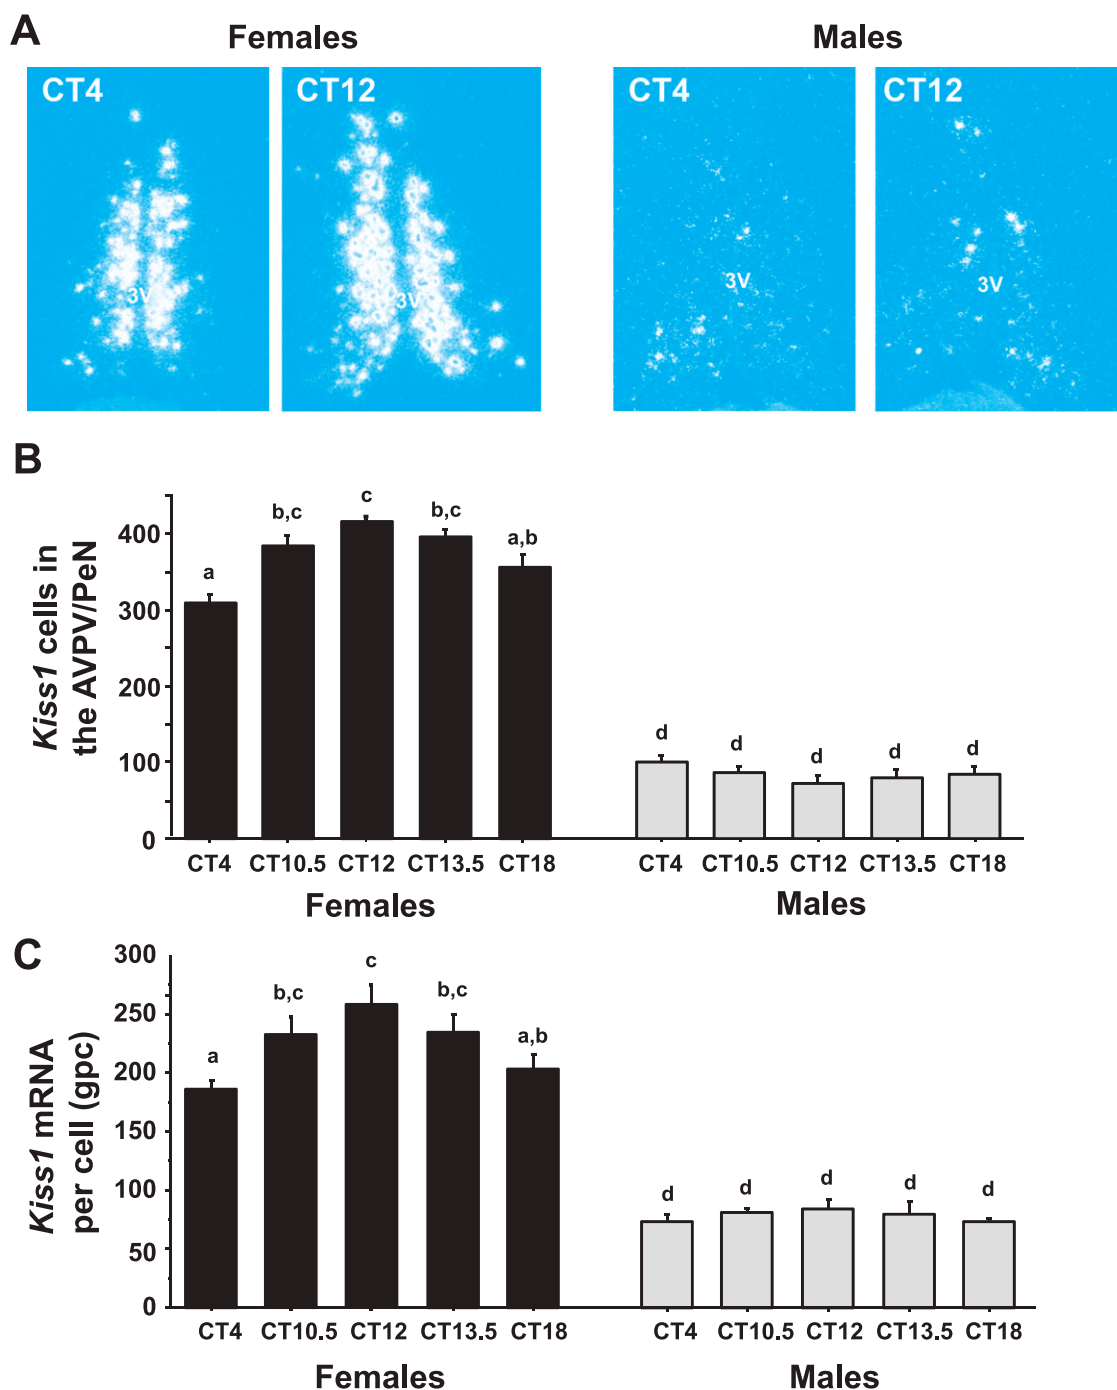 A
Females
Males
CT4
CT12
CT4
CT12
3V
3V
3V
3V
B
Kiss1 cells in
the AVPV/PeN
400
300
200
100
0
a
b,c
c
b,c
a,b
d
d
d
d
d
CT4 CT10.5 CT12 CT13.5 CT18
CT4 CT10.5 CT12 CT13.5 CT18
Females
Males
C
Kiss1 mRNA
per cell (gpc)
300
250
200
150
100
50
0
a
b,c
c
b,c
a,b
d
d
d
d
d
CT4 CT10.5 CT12 CT13.5 CT18
CT4 CT10.5 CT12 CT13.5 CT18
Females
Males